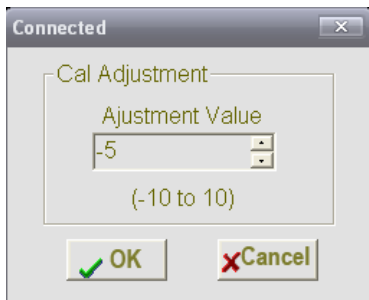 Connected
Cal Adjustment
Ajustment Value
-5
(-10 to 10)
OK
Cancel